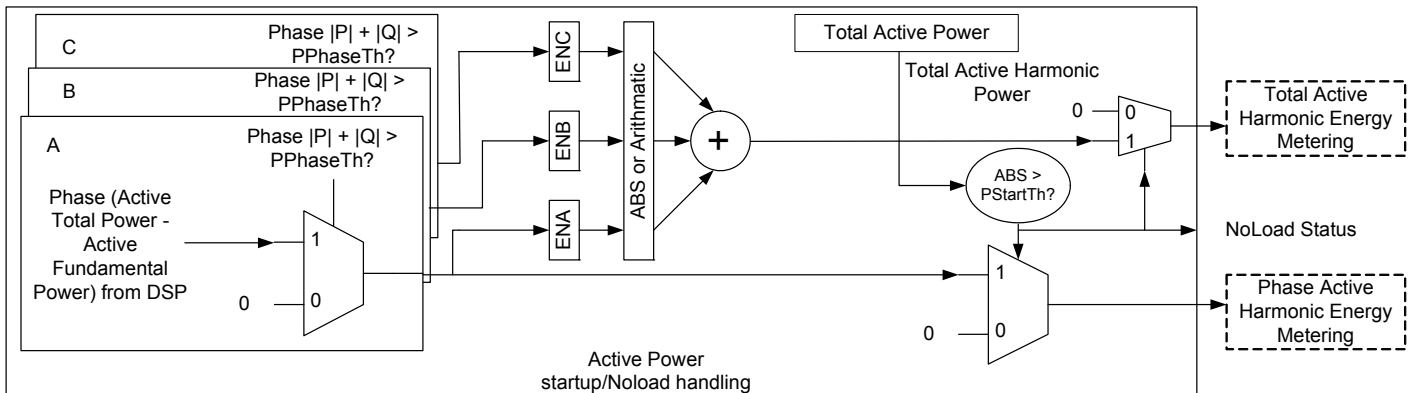 C
Phase |P| + |Q| >
PPhaseTh?
B
Phase |P| + |Q| >
PPhaseTh?
A
Phase |P| + |Q| >
PPhaseTh?
Phase (Active
Total Power -
Active
Fundamental
Power) from DSP
1
0
0
ENC
ENB
ENA
ABS or Arithmatic
+
Total Active Power
Total Active Harmonic
Power
0
0
1
ABS >
PStartTh?
1
0
0
Total Active
Harmonic Energy
Metering
NoLoad Status
Phase Active
Harmonic Energy
Metering
Active Power
startup/Noload handling